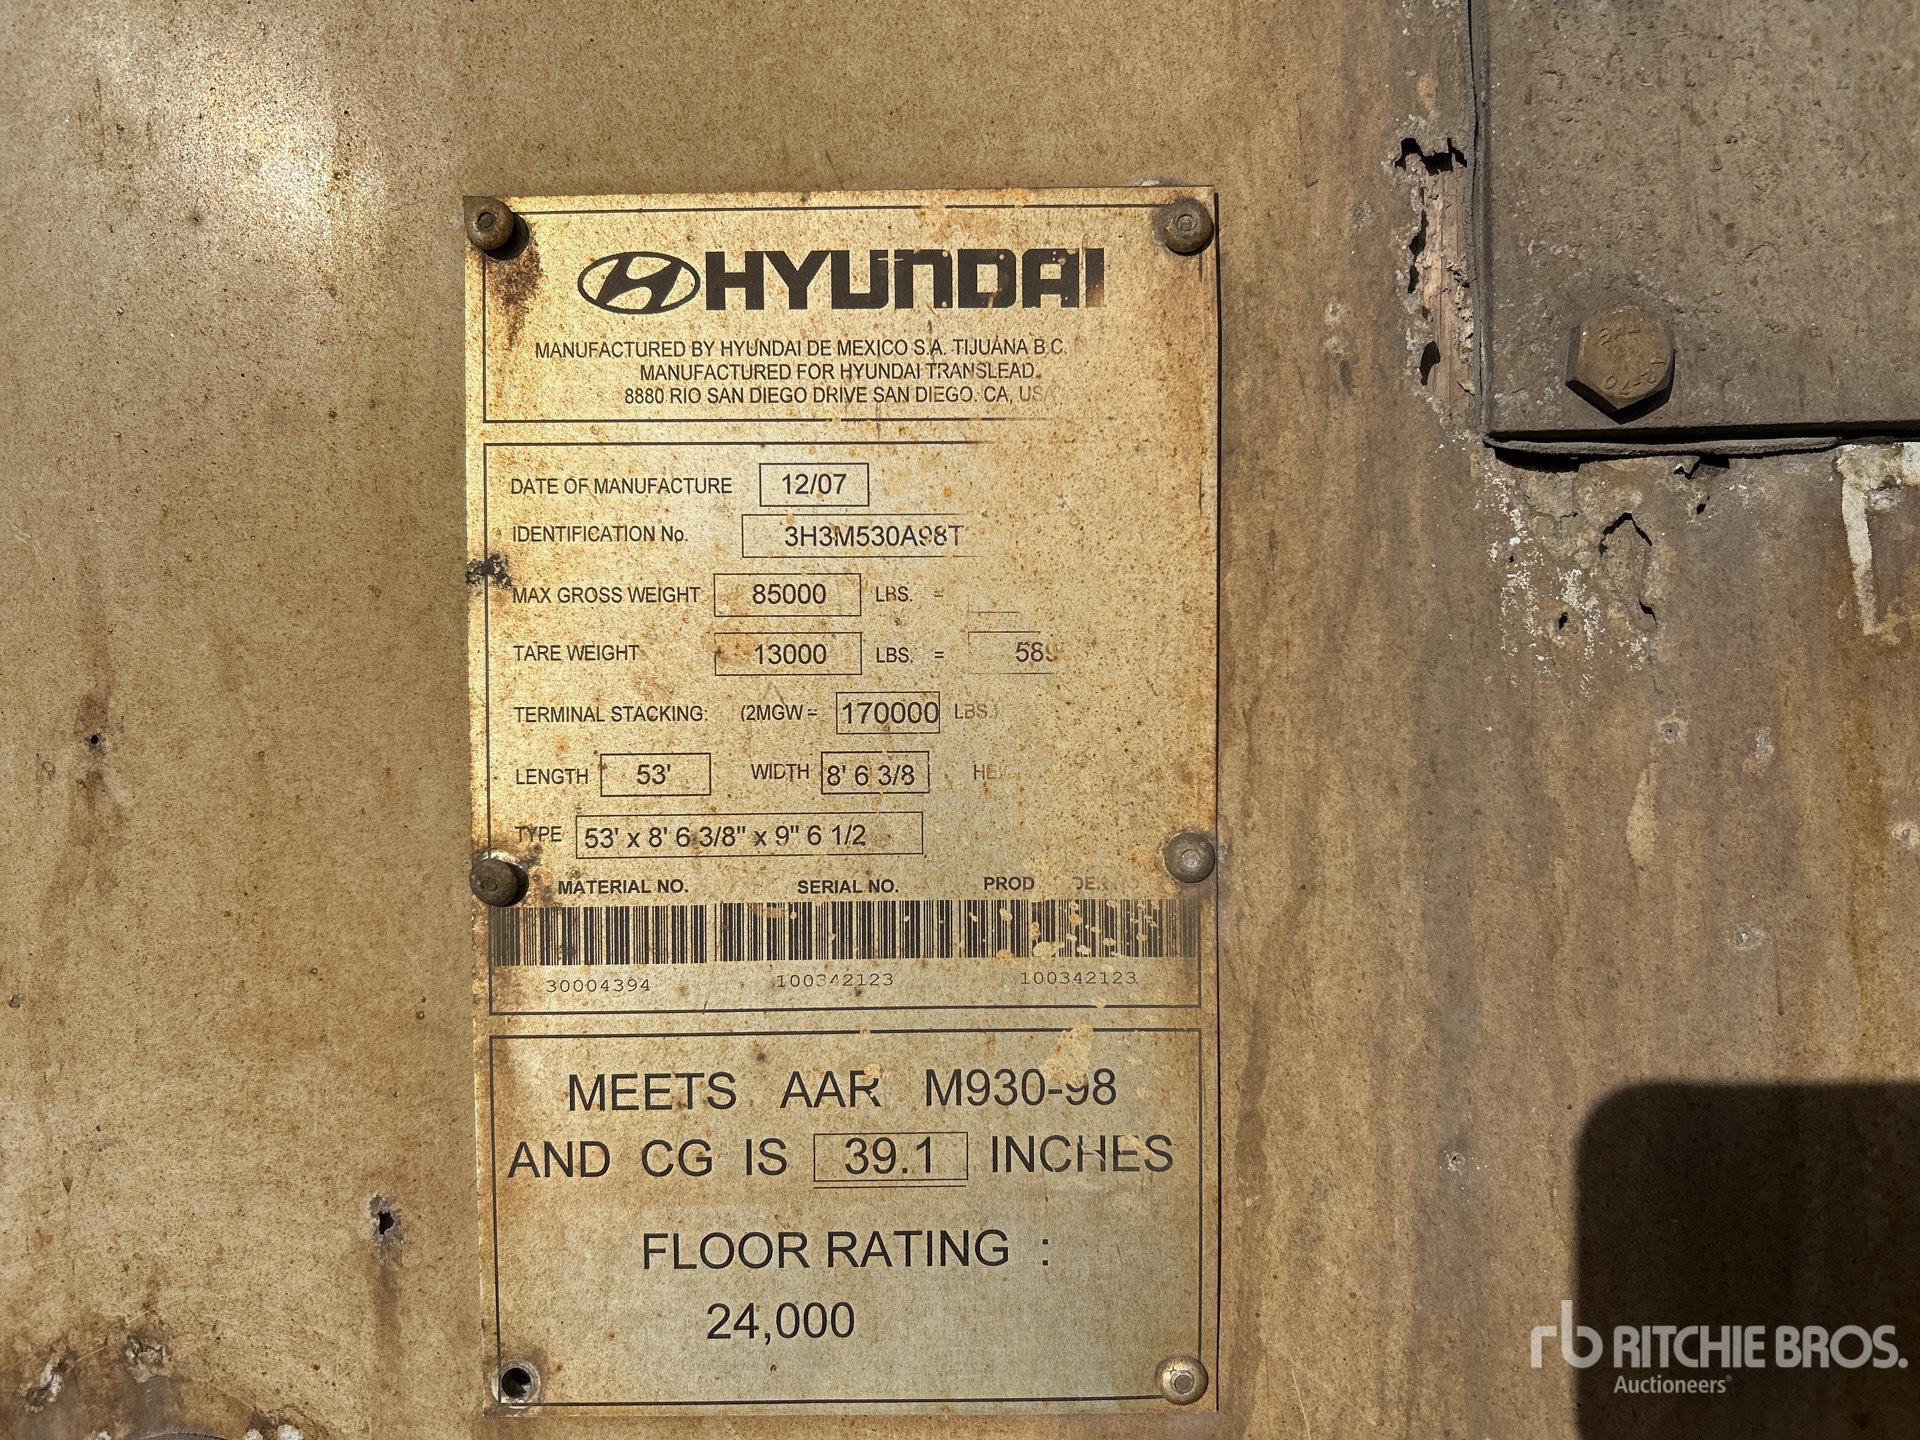 HYUNDAI
MANUFACTURED BY HYUNDAI DE MEXICO S.A. TIJUANA B.C.
MANUFACTURED FOR HYUNDAI TRANSLEAD.
8880 RIO SAN DIEGO DRIVE SAN DIEGO. CA, USA
DATE OF MANUFACTURE 12/07
IDENTIFICATION No. 3H3M530A98T
MAX GROSS WEIGHT 85000 LBS. =
TARE WEIGHT 13000 LBS. = 589
TERMINAL STACKING: (2MGW = 170000 LBS.)
LENGTH 53' WIDTH 8' 6 3/8
TYPE 53' x 8' 6 3/8" x 9" 6 1/2
MATERIAL NO. SERIAL NO. PROD
30004394 100342123 100342123
MEETS AAR M930-98
AND CG IS 39.1 INCHES
FLOOR RATING :
24,000
rb RITCHIE BROS.
Auctioneers